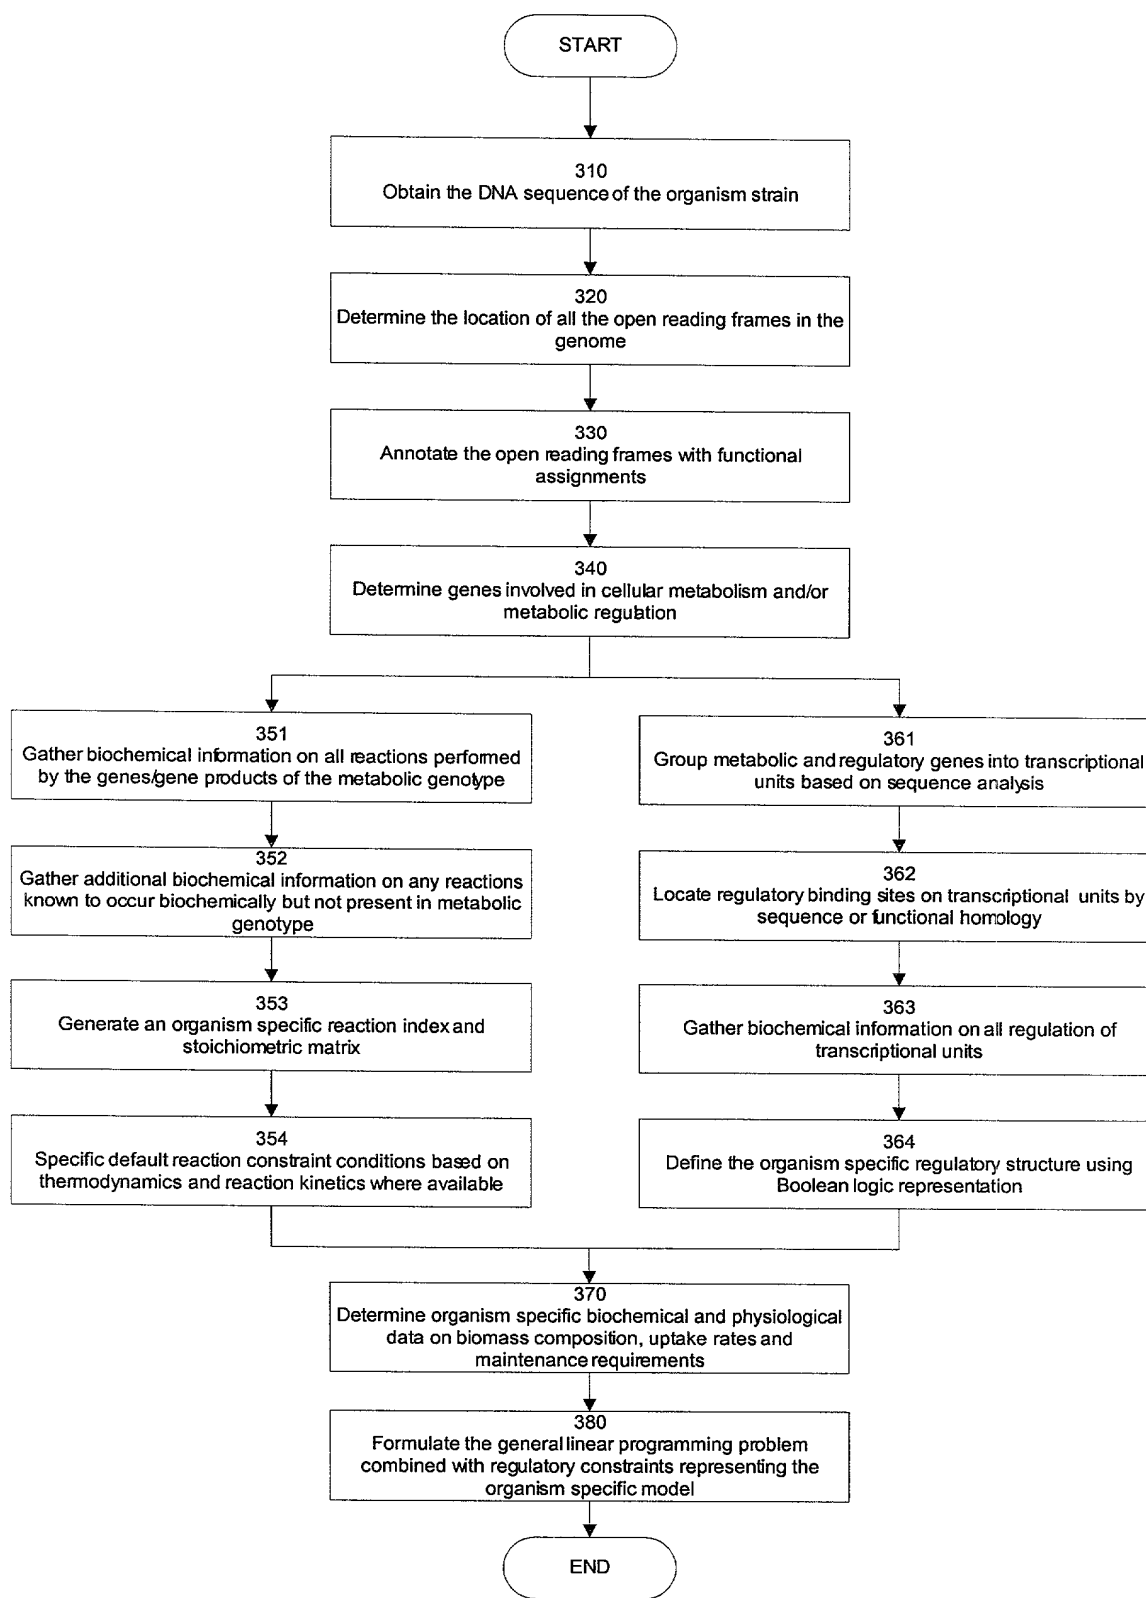 START
310
Obtain the DNA sequence of the organism strain
320
Determine the location of all the open reading frames in the
genome
330
Annotate the open reading frames with functional
assignments
340
Determine genes involved in cellular metabolism and/or
metabolic regulation
351
Gather biochemical information on all reactions performed
by the genes/gene products of the metabolic genotype
352
Gather additional biochemical information on any reactions
known to occur biochemically but not present in metabolic
genotype
353
Generate an organism specific reaction index and
stoichiometric matrix
354
Specific default reaction constraint conditions based on
thermodynamics and reaction kinetics where available
361
Group metabolic and regulatory genes into transcriptional
units based on sequence analysis
362
Locate regulatory binding sites on transcriptional units by
sequence or functional homology
363
Gather biochemical information on all regulation of
transcriptional units
364
Define the organism specific regulatory structure using
Boolean logic representation
370
Determine organism specific biochemical and physiological
data on biomass composition, uptake rates and
maintenance requirements
380
Formulate the general linear programming problem
combined with regulatory constraints representing the
organism specific model
END